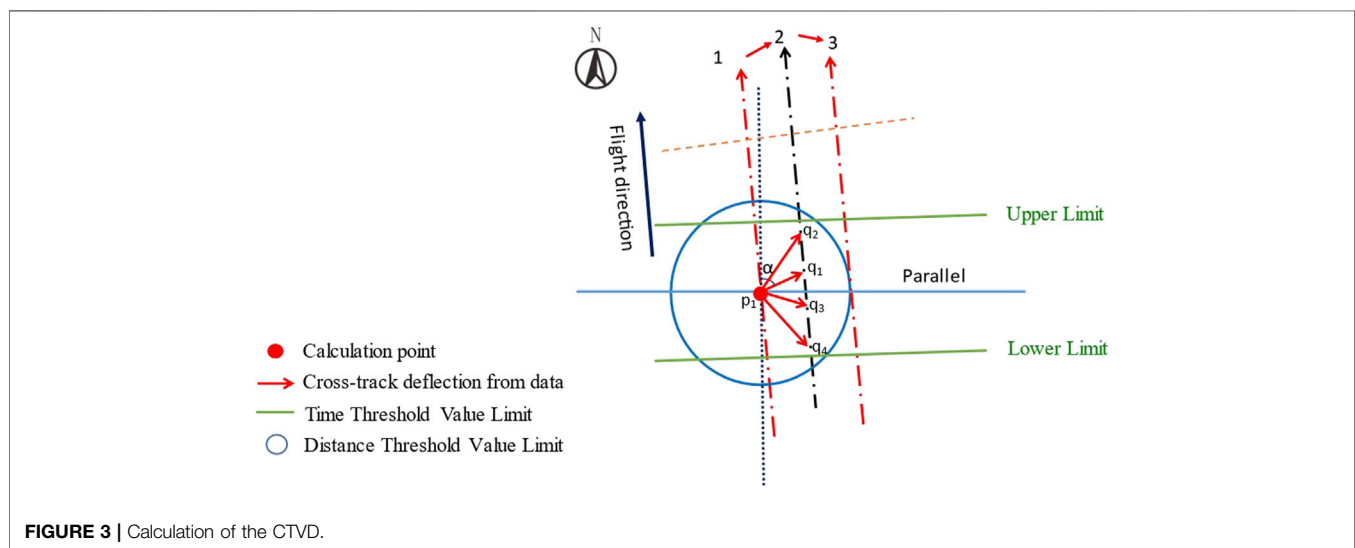 N
1
2
3
Flight direction
Upper Limit
q2
α
q1
Parallel
p1
q3
q4
Lower Limit
Calculation point
Cross-track deflection from data
Time Threshold Value Limit
Distance Threshold Value Limit
FIGURE 3 | Calculation of the CTVD.